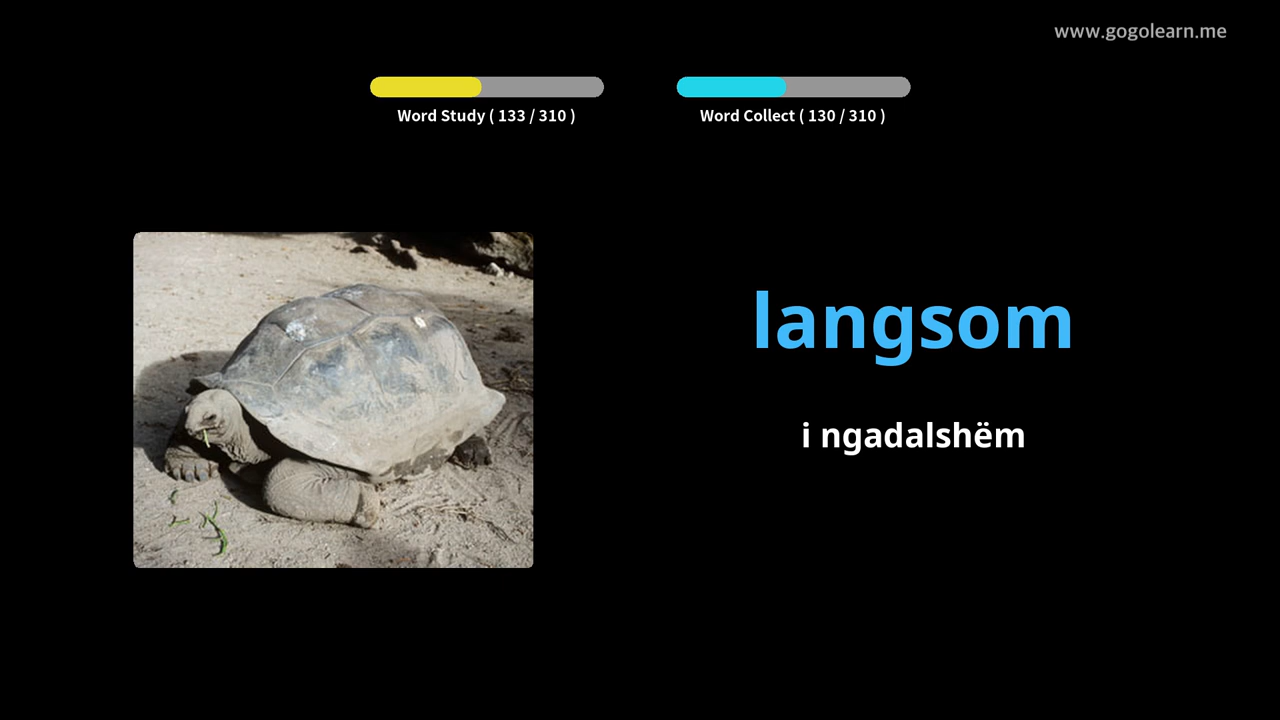 www.gogolearn.me
Word Study ( 133 / 310 )
Word Collect ( 130 / 310 )
langsom
i ngadalshëm